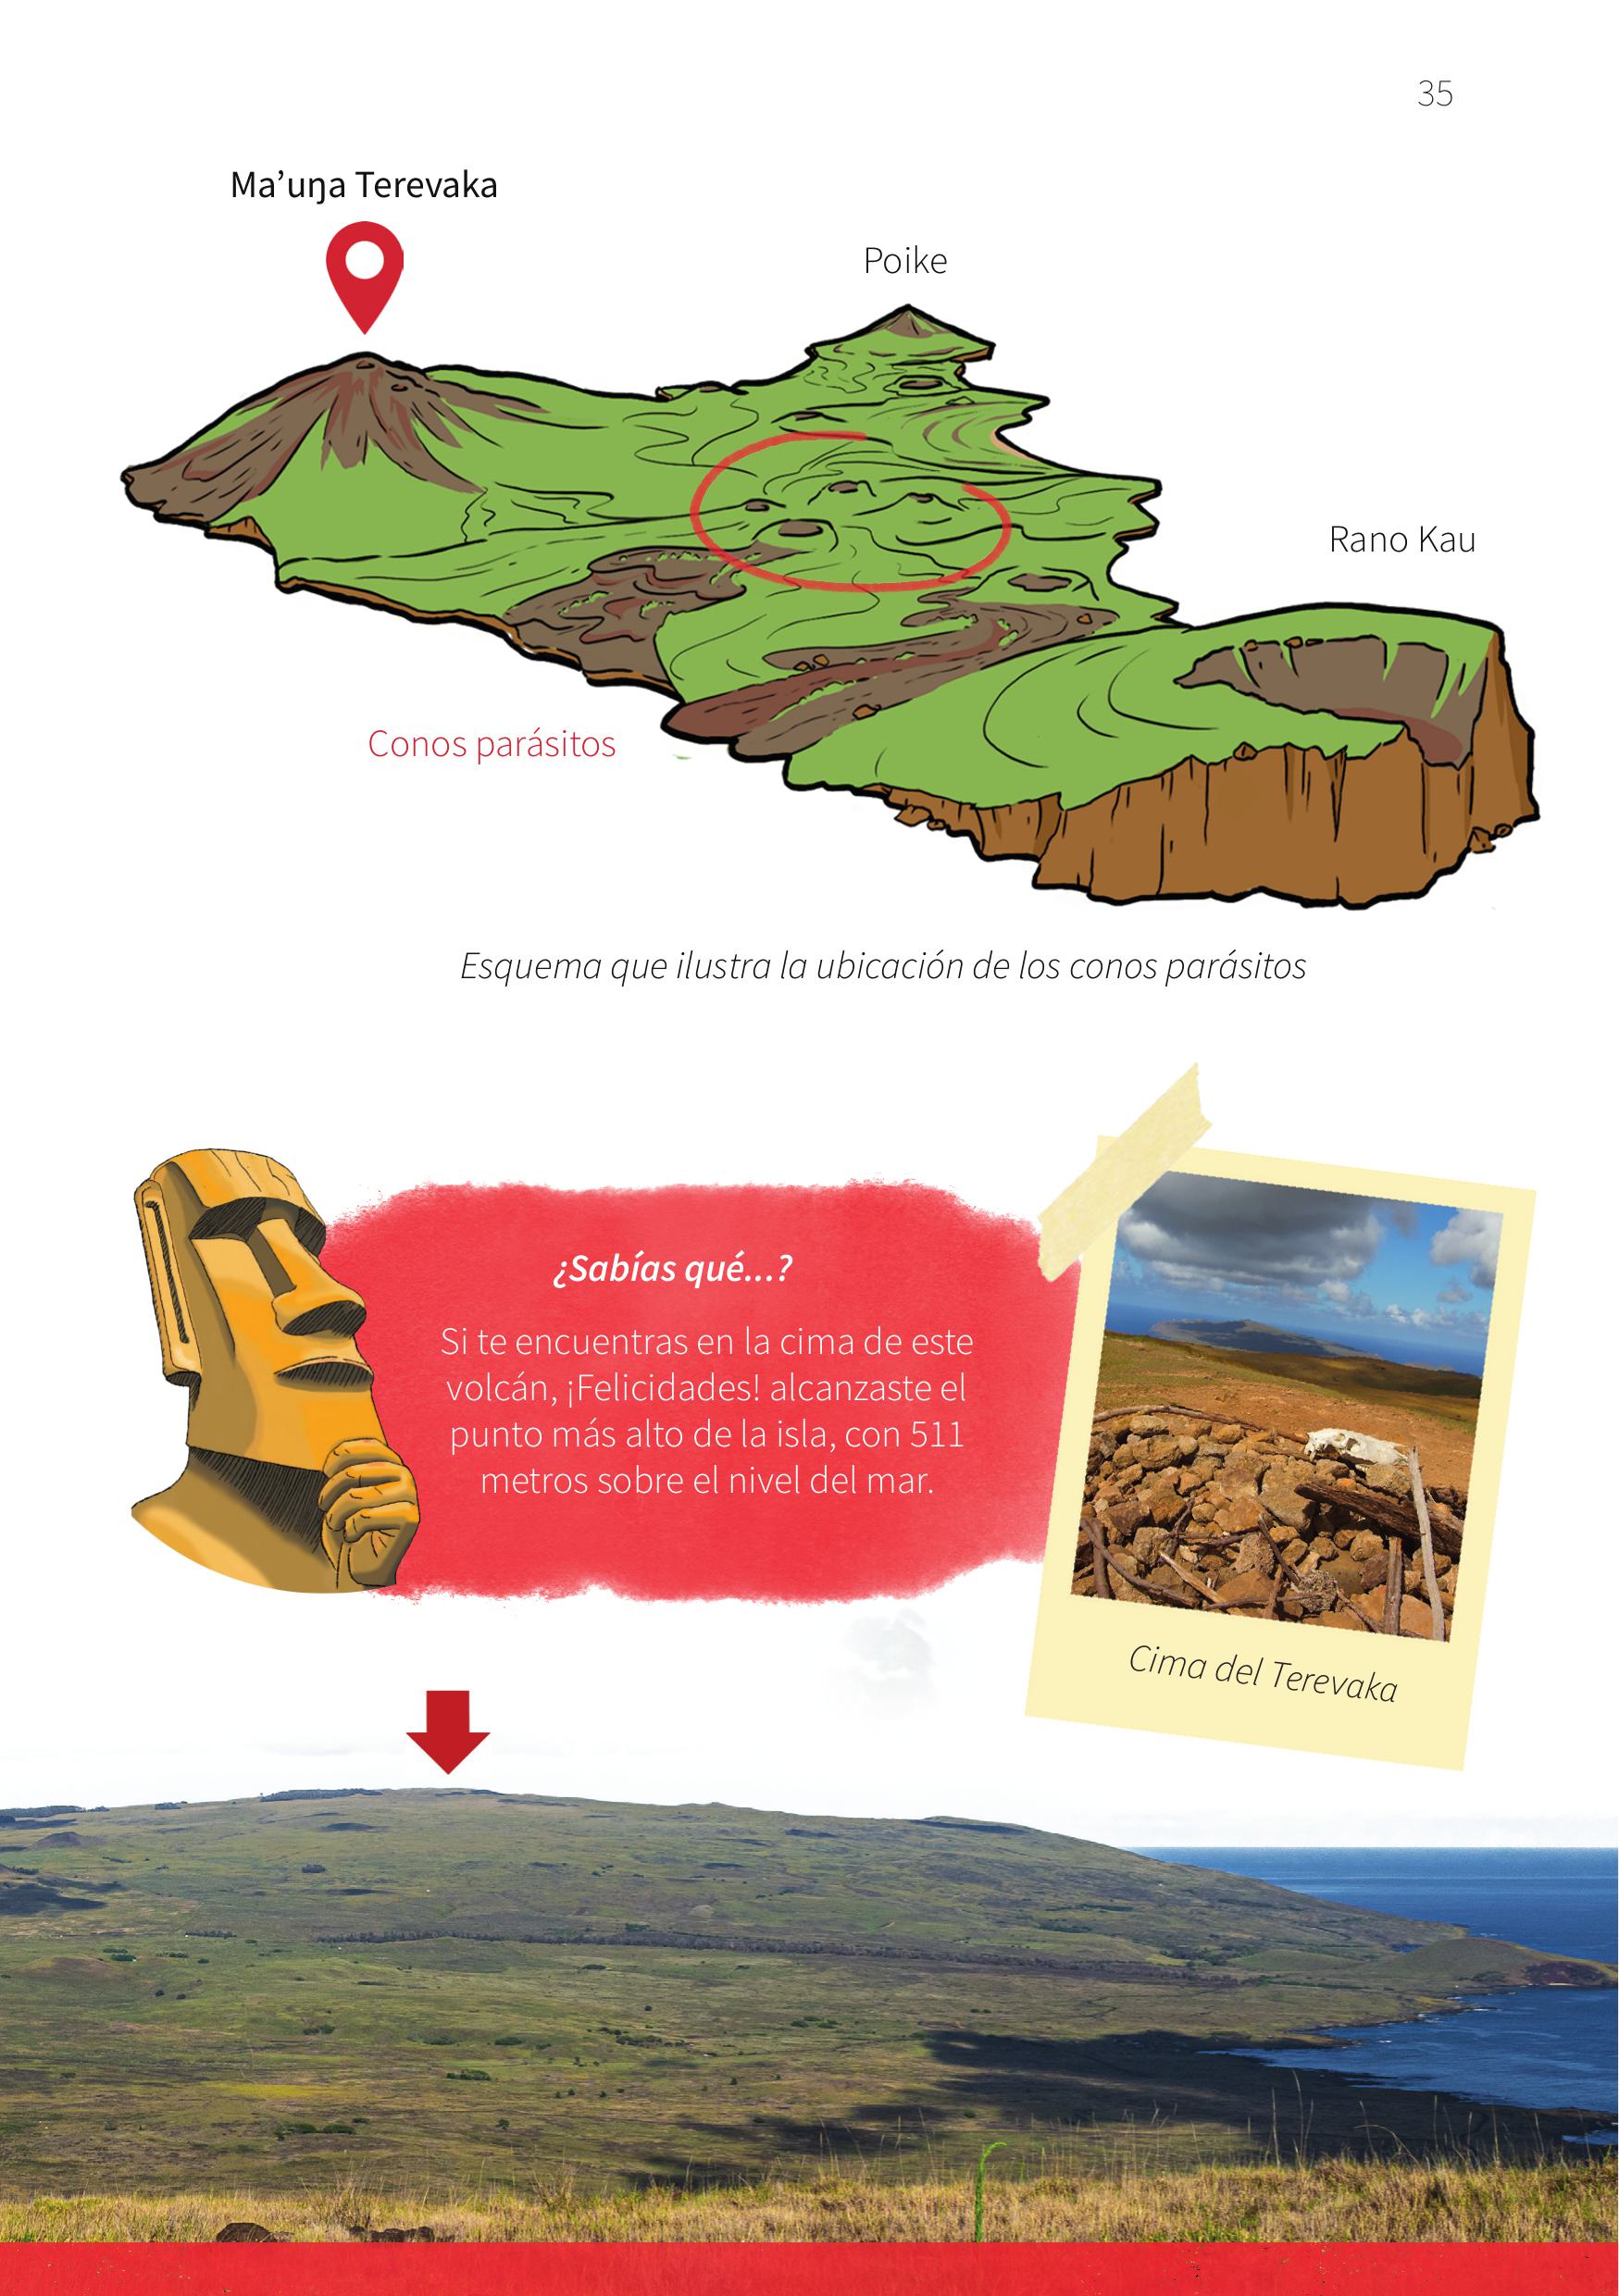 35
Ma’uŋa Terevaka
Poike
Rano Kau
Conos parásitos
Esquema que ilustra la ubicación de los conos parásitos
¿Sabías qué...?
Si te encuentras en la cima de este
volcán, ¡Felicidades! alcanzaste el
punto más alto de la isla, con 511
metros sobre el nivel del mar.
Cima del Terevaka